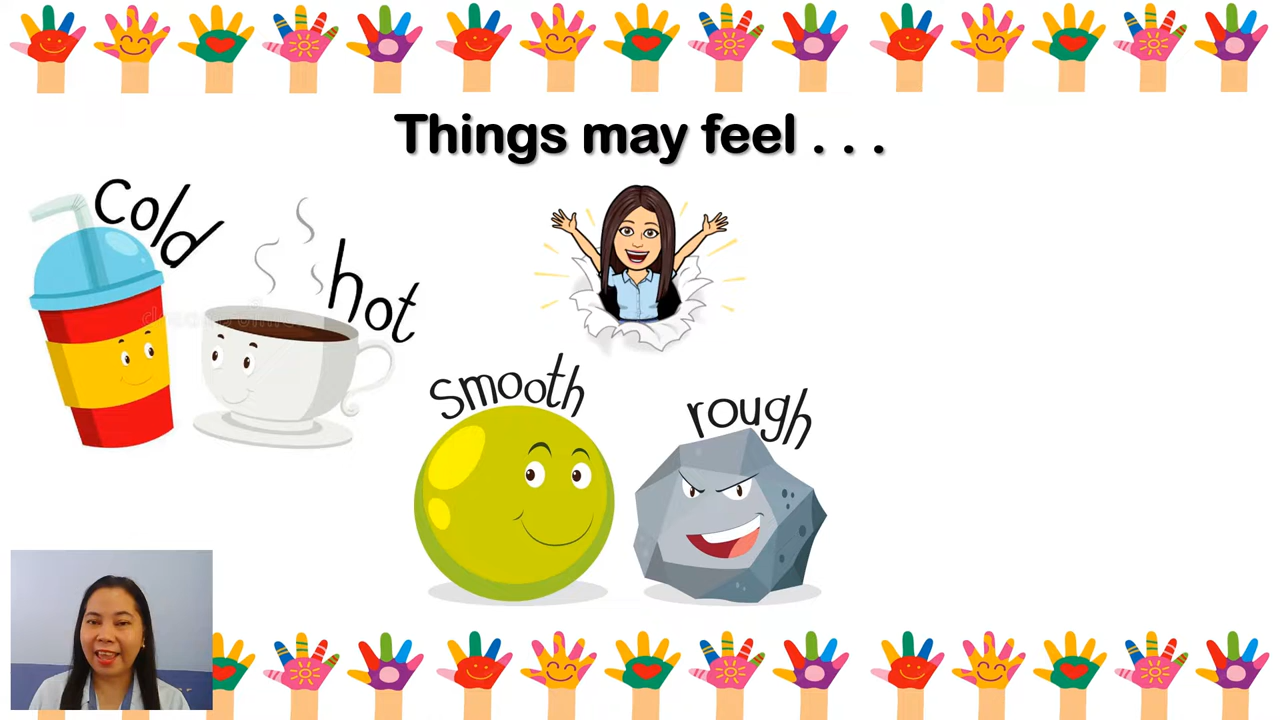 Things may feel . . .
cold
hot
smooth
rough